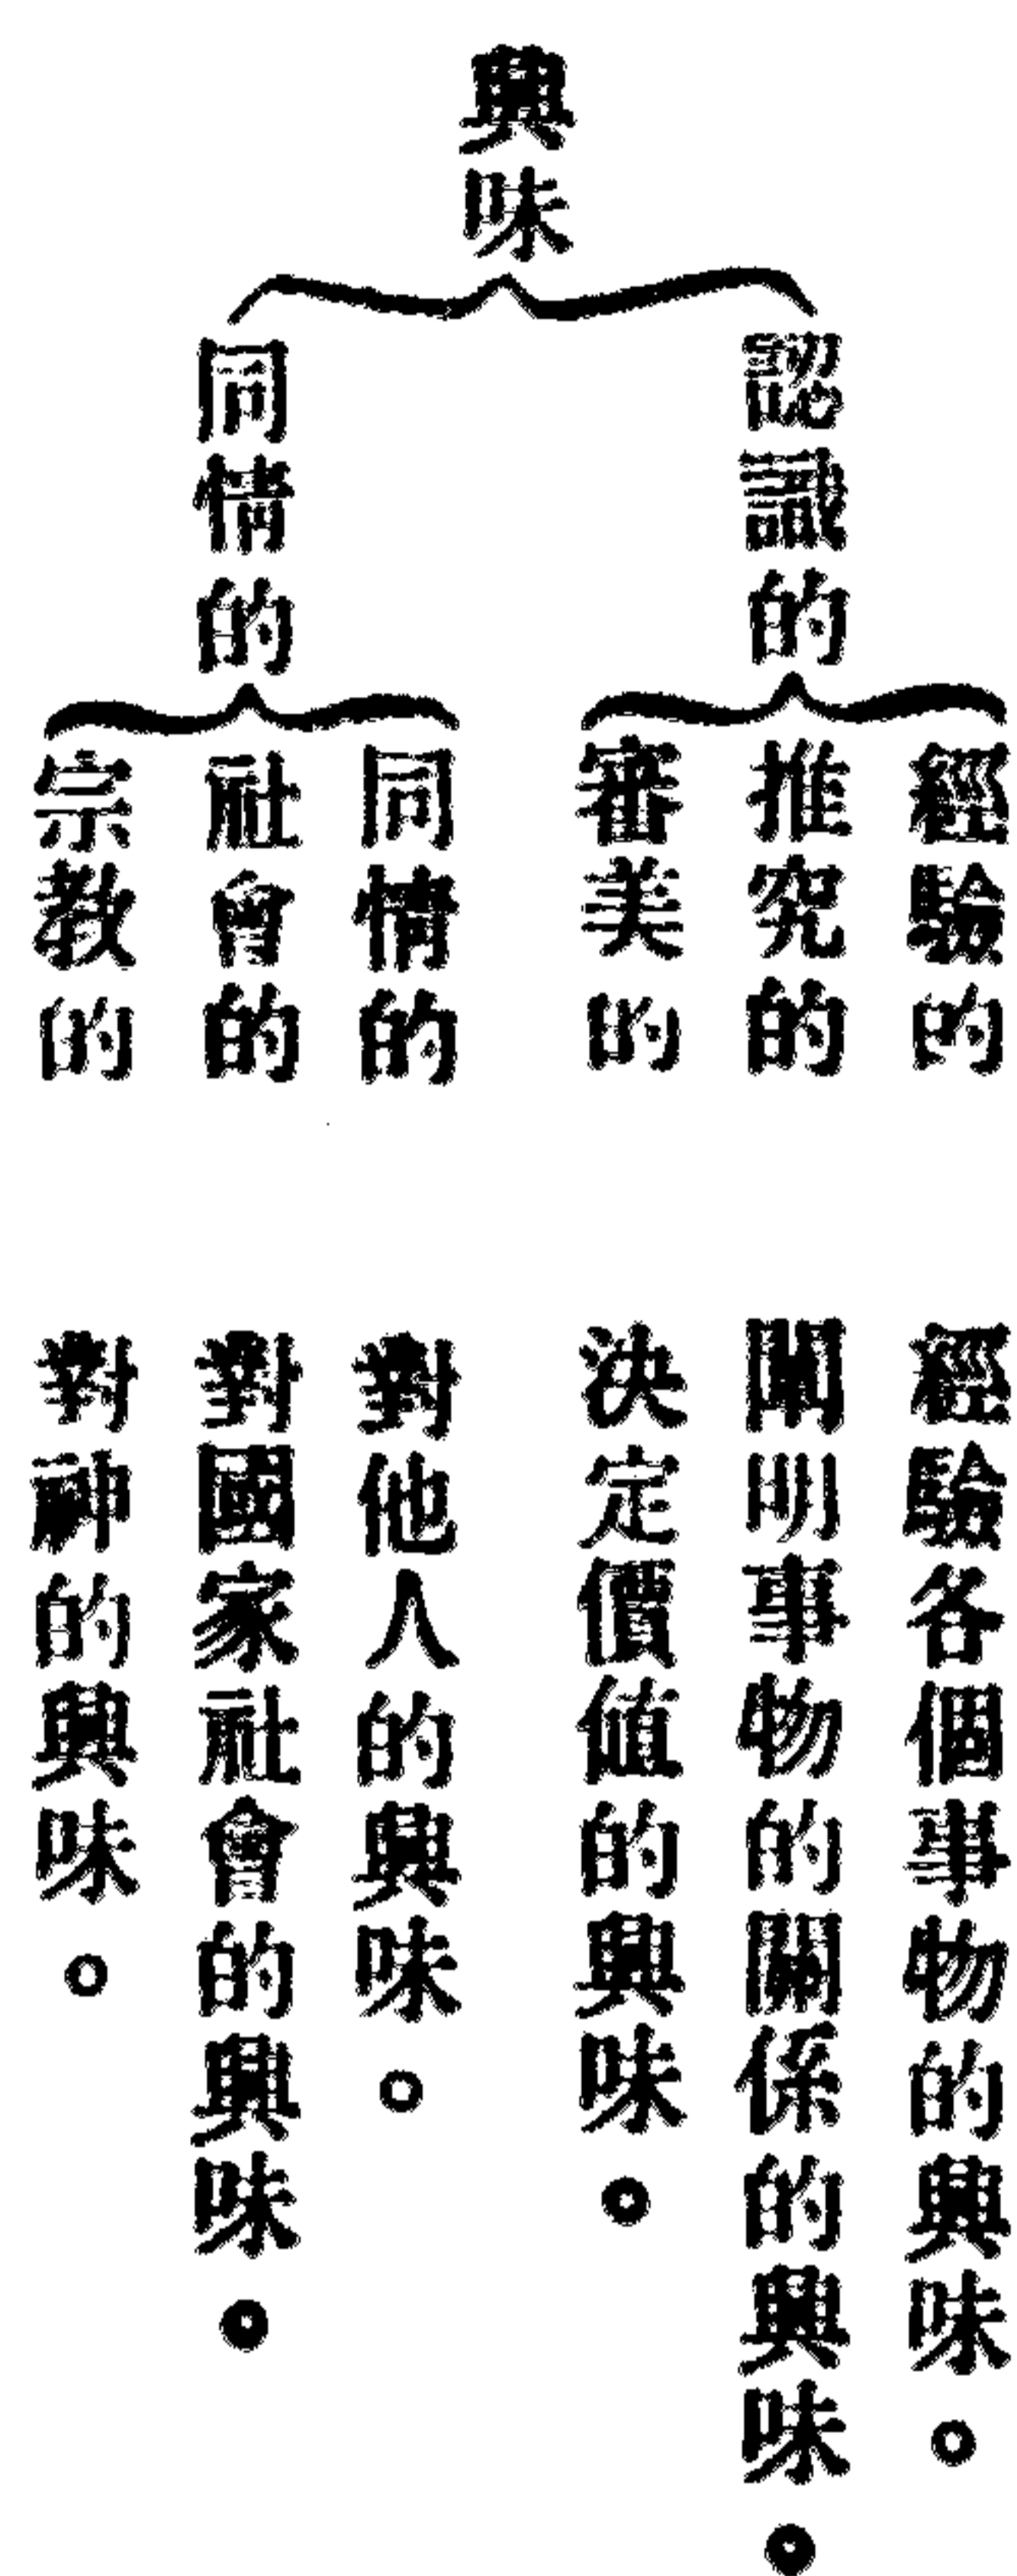 興味
認識的
經驗的
經驗各個事物的興味。
推究的
闡明事物的關係的興味。
審美的
決定價値的興味。
同情的
同情的
對他人的興味。
社會的
對國家社會的興味。
宗教的
對神的興味。